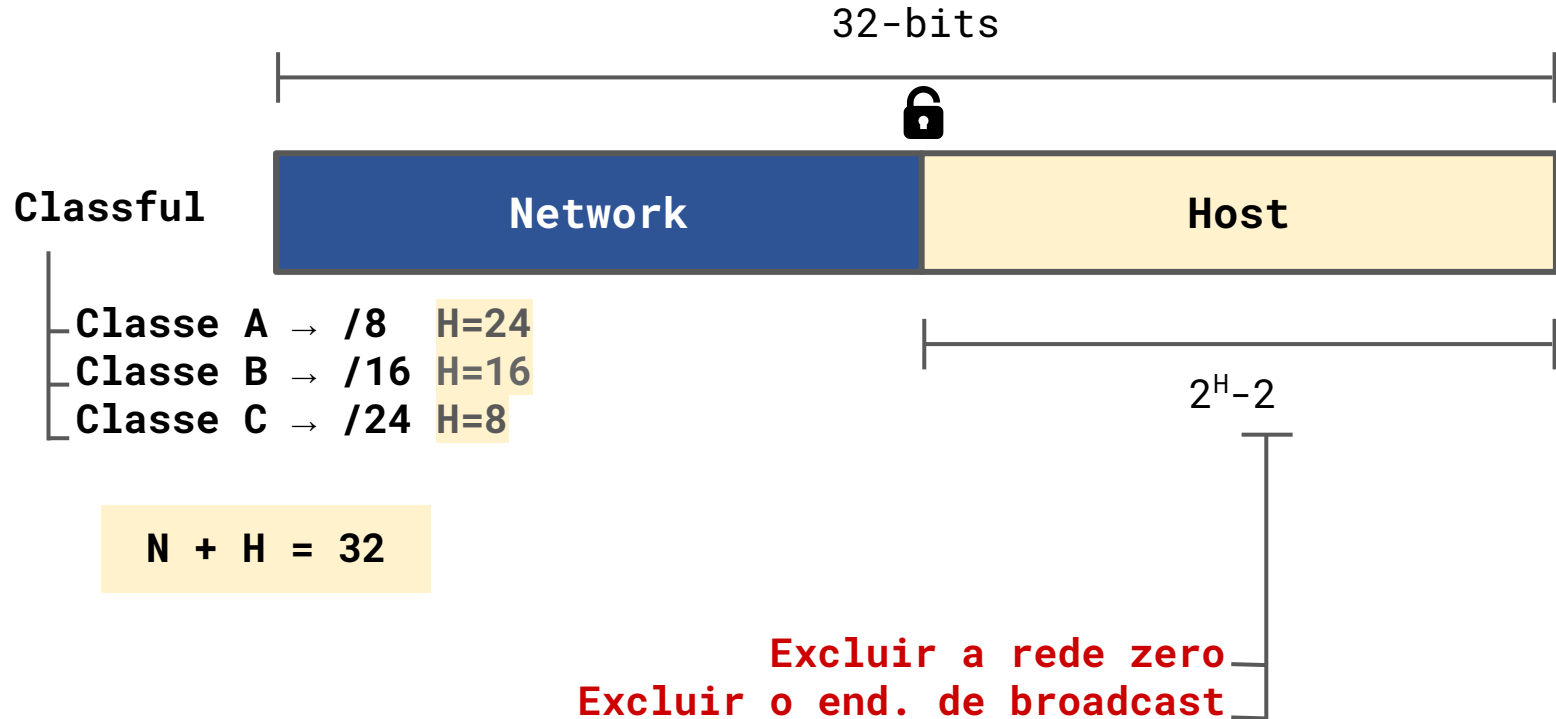 32-bits
Classful
Network
Host
Classe A → /8 H=24
Classe B → /16 H=16
Classe C → /24 H=8
2ᴴ-2
N + H = 32
Excluir a rede zero
Excluir o end. de broadcast